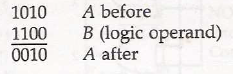 1010 A before
1100 B (logic operand)
0010 A after